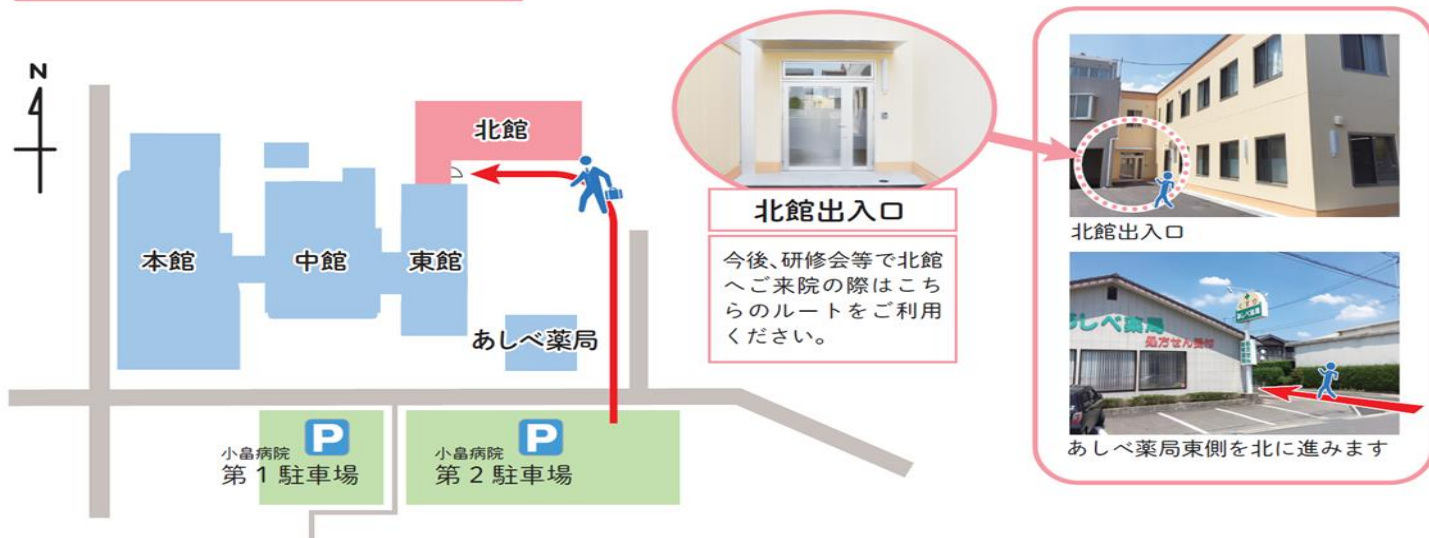 N
北館
本館
中館
東館
あしべ薬局
P
小畠病院
第1駐車場
P
小畠病院
第2駐車場
北館出入口
今後、研修会等で北館
へご来院の際はこち
らのルートをご利用
ください。
北館出入口
あしべ薬局
処方せん受付
あしべ薬局
あしべ薬局東側を北に進みます